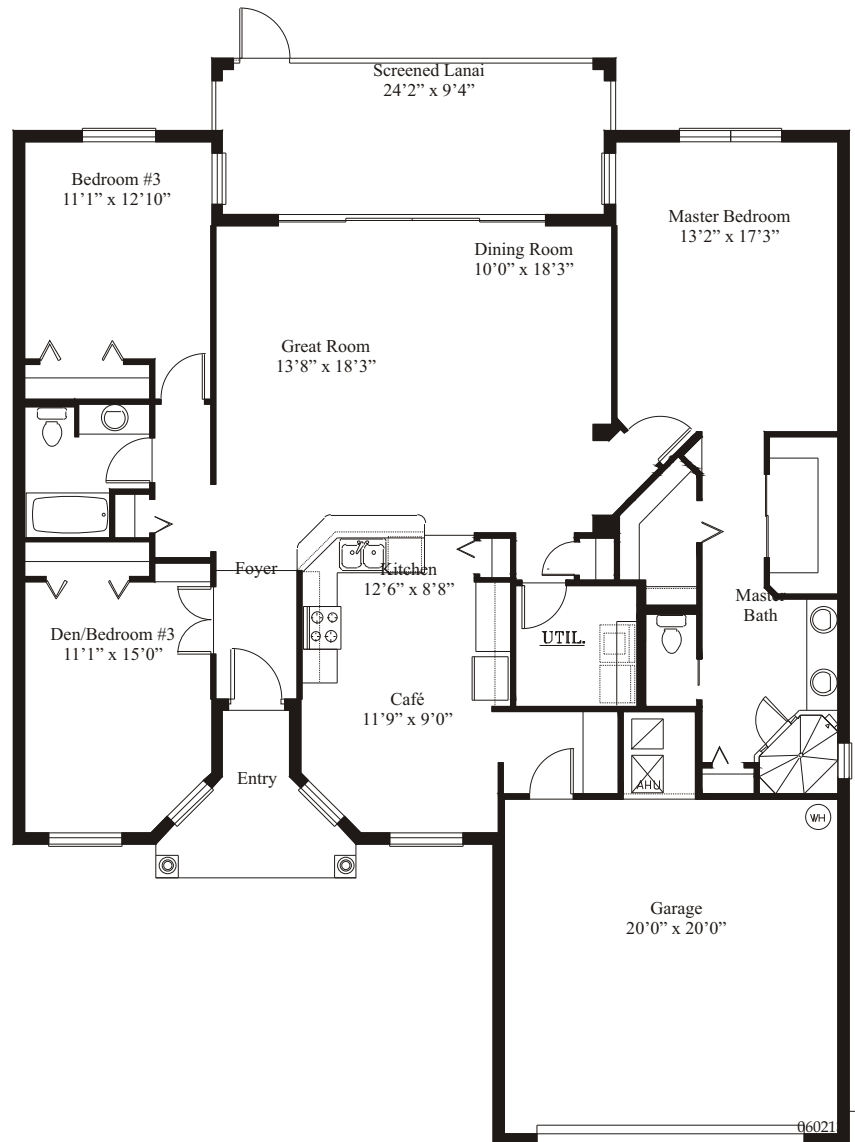 Screened Lanai
24’2” x 9’4”
Bedroom #3
11’1” x 12’10”
Master Bedroom
13’2” x 17’3”
Dining Room
10’0” x 18’3”
Great Room
13’8” x 18’3”
Foyer
Kitchen
12’6” x 8’8”
Master
Bath
Den/Bedroom #3
11’1” x 15’0”
UTIL.
Café
11’9” x 9’0”
Entry
AHU
WH
Garage
20’0” x 20’0”
06021